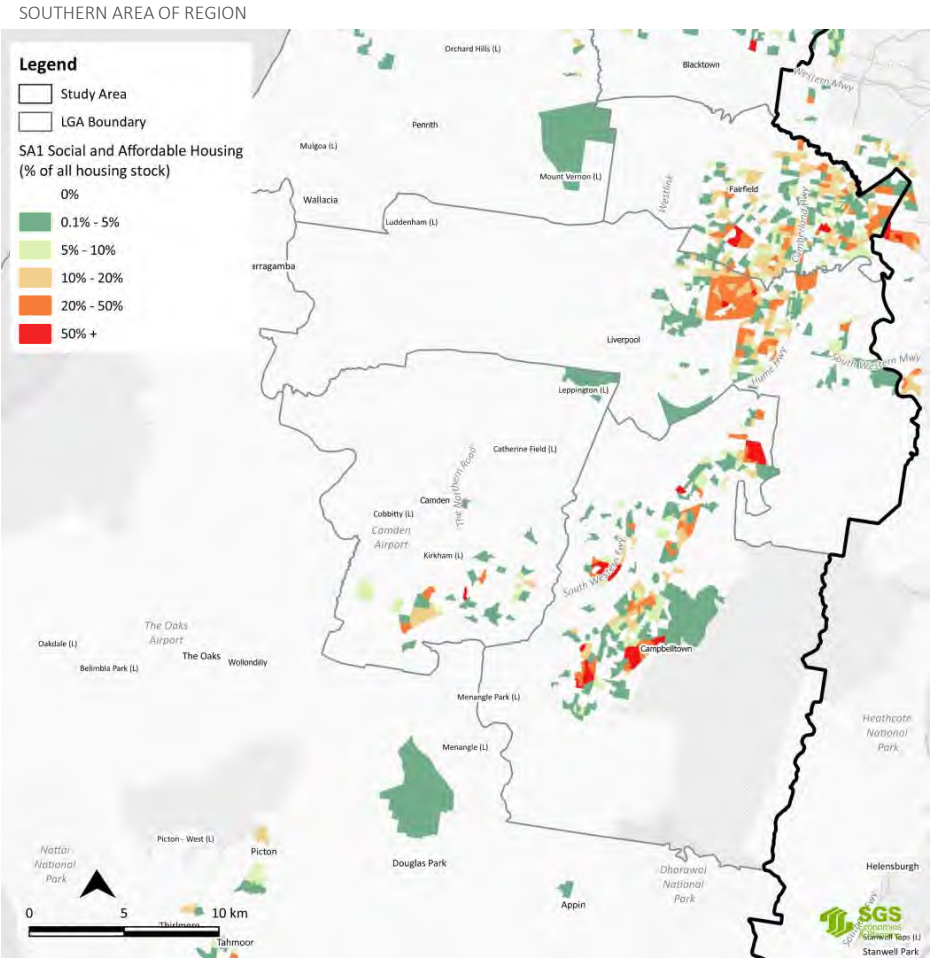 SOUTHERN AREA OF REGION
Legend
Study Area
LGA Boundary
SA1 Social and Affordable Housing
(% of all housing stock)
0%
0.1% - 5%
5% - 10%
10% - 20%
20% - 50%
50% +
Orchard Hills (L)
Blacktown
Western Mwy
Penrith
Mulgoa (L)
Mount Vernon (L)
Westlink
Fairfield
Cumberland Hwy
Wallacia
Luddenham (L)
arragamba
Liverpool
South Western Mwy
Hume Hwy
Leppington (L)
Catherine Field (L)
The Northern Road
Camden
Cobbitty (L)
Camden
Airport
Kirkham (L)
South Western Fwy
The Oaks
Airport
Oakdale (L)
The Oaks
Belimbla Park (L)
Wollondilly
Campbelltown
Menangle Park (L)
Heathcote
National
Park
Menangle (L)
Picton - West (L)
Picton
Nattai
National
Park
Douglas Park
Dharawal
National
Park
Helensburgh
Appin
0 5 10 km
Thirlmere
Tahmoor
SGS
Economics
Stanwell Tops (L)
Stanwell Park